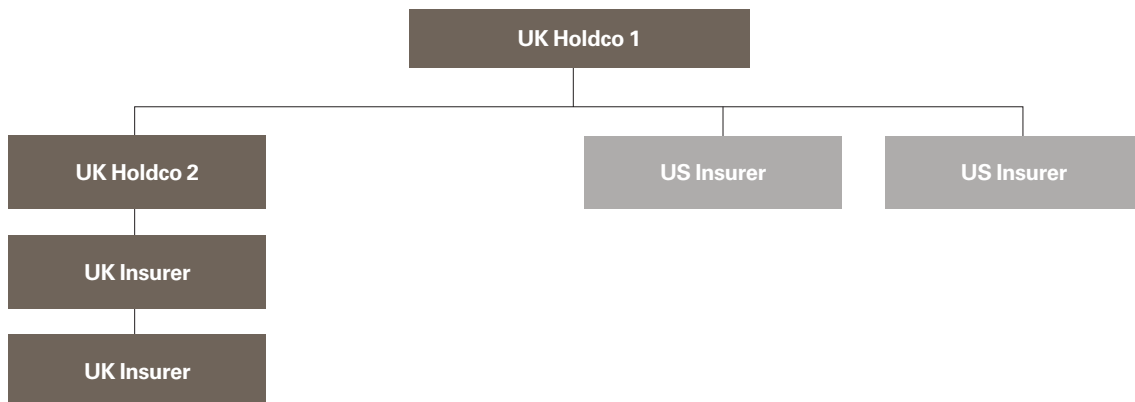 UK Holdco 1
UK Holdco 2
US Insurer
US Insurer
UK Insurer
UK Insurer